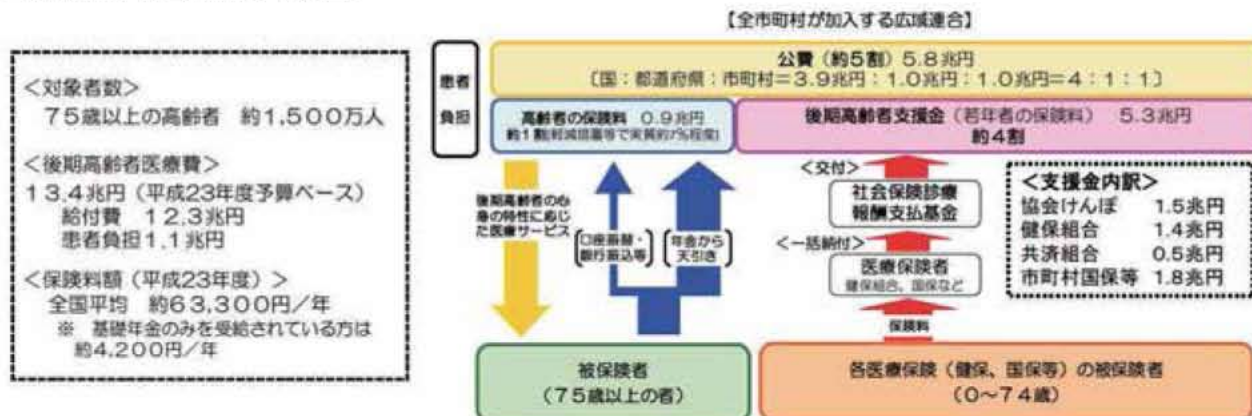 【全市町村が加入する広域連合】
<対象者数>
75歳以上の高齢者 約1,500万人
<後期高齢者医療費>
13.4兆円(平成23年度予算ベース)
給付費 12.3兆円
患者負担1.1兆円
<保険料額(平成23年度)>
全国平均 約63,300円/年
※ 基礎年金のみを受給されている方は
約4,200円/年
患者
負担
公費(約5割)5.8兆円
〔国:都道府県:市町村=3.9兆円:1.0兆円:1.0兆円=4:1:1〕
高齢者の保険料 0.9兆円
約1割(軽減措置等で実質約7%程度)
後期高齢者支援金(若年者の保険料) 5.3兆円
約4割
後期高齢者の心
身の特性に応じ
た医療サービス
口座振替・
銀行振込等
年金から
天引き
<交付>
社会保険診療
報酬支払基金
<一括納付>
医療保険者
健保組合、国保など
保険料
<支援金内訳>
協会けんぽ 1.5兆円
健保組合 1.4兆円
共済組合 0.5兆円
市町村国保等 1.8兆円
被保険者
(75歳以上の者)
各医療保険(健保、国保等)の被保険者
(0~74歳)